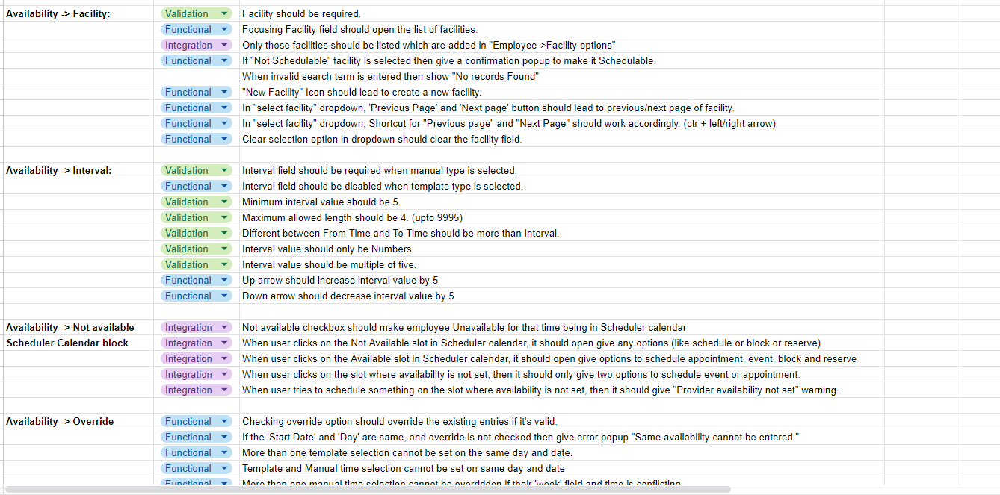 Availability -> Facility: Validation Facility should be required.
Functional Focusing Facility field should open the list of facilities.
Integration Only those facilities should be listed which are added in "Employee->Facility options"
Functional If "Not Schedulable" facility is selected then give a confirmation popup to make it Schedulable.
When invalid search term is entered then show "No records Found"
Functional "New Facility" Icon should lead to create a new facility.
Functional In "select facility" dropdown, 'Previous Page' and 'Next page' button should lead to previous/next page of facility.
Functional In "select facility" dropdown, Shortcut for "Previous page" and "Next Page" should work accordingly. (ctr + left/right arrow)
Functional Clear selection option in dropdown should clear the facility field.
Availability -> Interval: Validation Interval field should be required when manual type is selected.
Functional Interval field should be disabled when template type is selected.
Validation Minimum interval value should be 5.
Validation Maximum allowed length should be 4. (upto 9995)
Validation Different between From Time and To Time should be more than Interval.
Validation Interval value should only be Numbers
Validation Interval value should be multiple of five.
Functional Up arrow should increase interval value by 5
Functional Down arrow should decrease interval value by 5
Availability -> Not available Integration Not available checkbox should make employee Unavailable for that time being in Scheduler calendar
Scheduler Calendar block Integration When user clicks on the Not Available slot in Scheduler calendar, it should open give any options (like schedule or block or reserve)
Integration When user clicks on the Available slot in Scheduler calendar, it should open give options to schedule appointment, event, block and reserve
Integration When user clicks on the slot where availability is not set, then it should only give two options to schedule event or appointment.
Integration When user tries to schedule something on the slot where availability is not set, then it should give "Provider availability not set" warning.
Availability -> Override Functional Checking override option should override the existing entries if it's valid.
Functional If the 'Start Date' and 'Day' are same, and override is not checked then give error popup "Same availability cannot be entered."
Functional More than one template selection cannot be set on the same day and date.
Functional Template and Manual time selection cannot be set on same day and date
Functional More than one manual time selection cannot be overridden if their 'week' field and time is conflicting